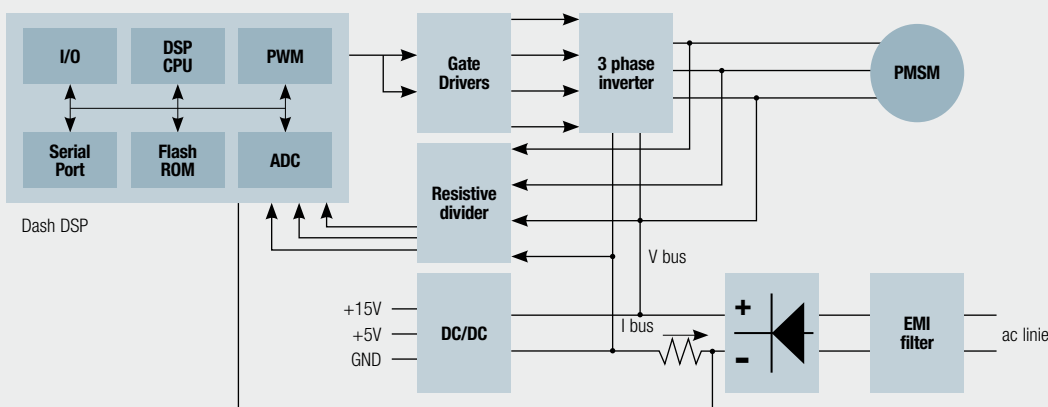 I/O
DSP
CPU
PWM
Serial
Port
Flash
ROM
ADC
Dash DSP
Gate
Drivers
3 phase
inverter
PMSM
Resistive
divider
V bus
+15V
+5V
GND
DC/DC
I bus
+
-
EMI
filter
ac linie